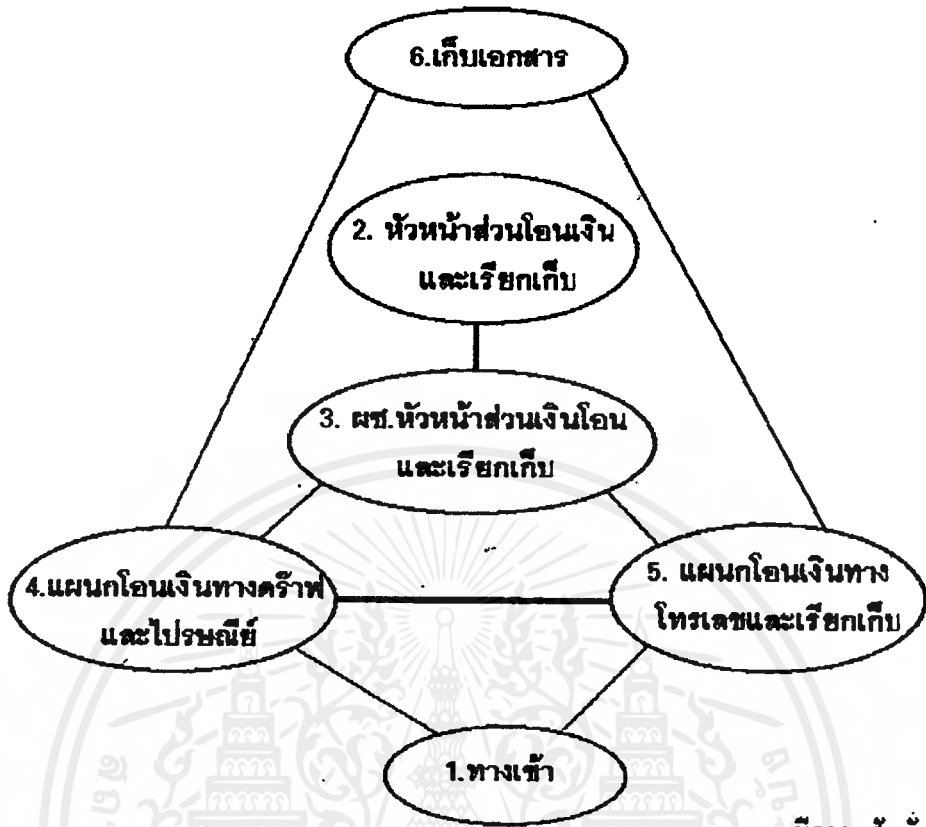 6.เก็บเอกสาร
2. หัวหน้าส่วนโอนเงิน
และเรียกเก็บ
3. ผช.หัวหน้าส่วนเงินโอน
และเรียกเก็บ
4.แผนกโอนเงินทางดร๊าฟ
และไปรษณีย์
5. แผนกโอนเงินทาง
โทรเลขและเรียกเก็บ
1.ทางเข้า